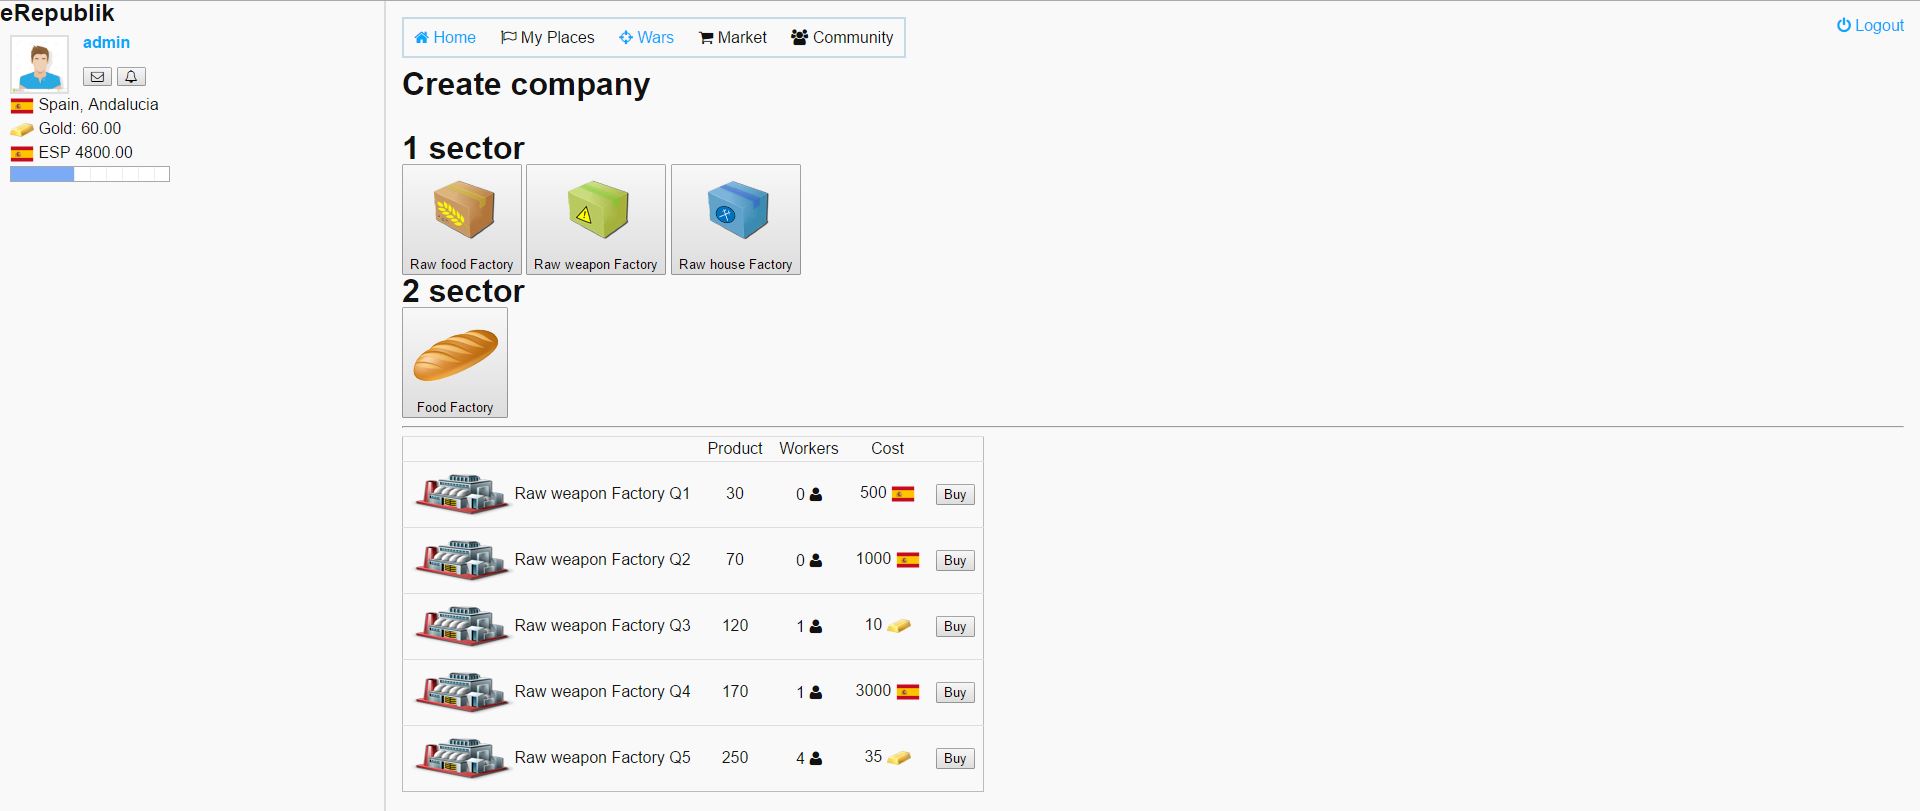 eRepublik
admin
Spain, Andalucia
Gold: 60.00
ESP 4800.00
Home My Places Wars Market Community
Logout
Create company
1 sector
Raw food Factory Raw weapon Factory Raw house Factory
2 sector
Food Factory
Product Workers Cost
Raw weapon Factory Q1 30 0 500 Buy
Raw weapon Factory Q2 70 0 1000 Buy
Raw weapon Factory Q3 120 1 10 Buy
Raw weapon Factory Q4 170 1 3000 Buy
Raw weapon Factory Q5 250 4 35 Buy